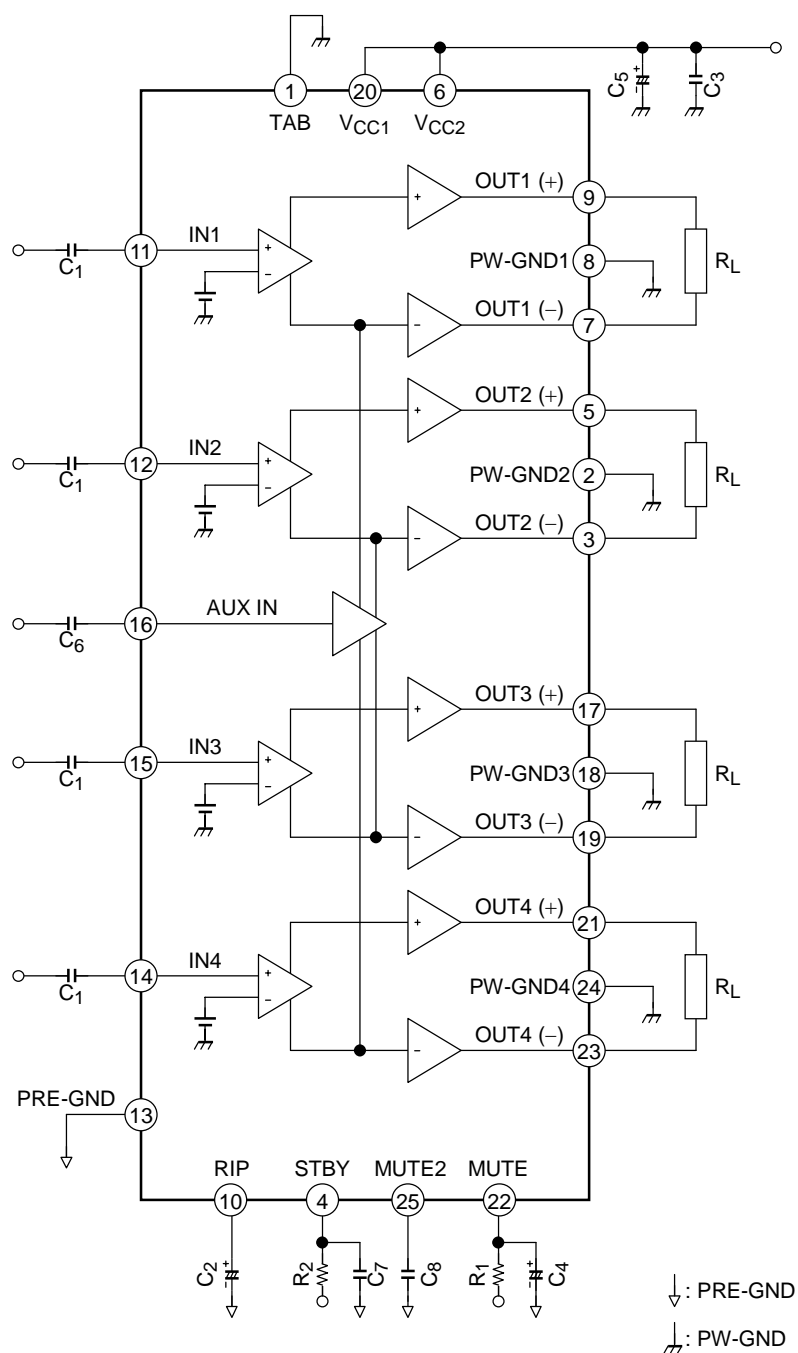 C5
C3
1
20
6
TAB
VCC1
VCC2
OUT1 (+)
9
IN1
11
C1
PW-GND1
8
RL
OUT1 (−)
7
OUT2 (+)
5
IN2
12
C1
PW-GND2
2
RL
OUT2 (−)
3
AUX IN
16
C6
OUT3 (+)
17
IN3
15
C1
PW-GND3
18
RL
OUT3 (−)
19
OUT4 (+)
21
IN4
14
C1
PW-GND4
24
RL
OUT4 (−)
23
PRE-GND
13
RIP
STBY
MUTE2
MUTE
10
4
25
22
C2
R2
C7
C8
R1
C4
: PRE-GND
: PW-GND